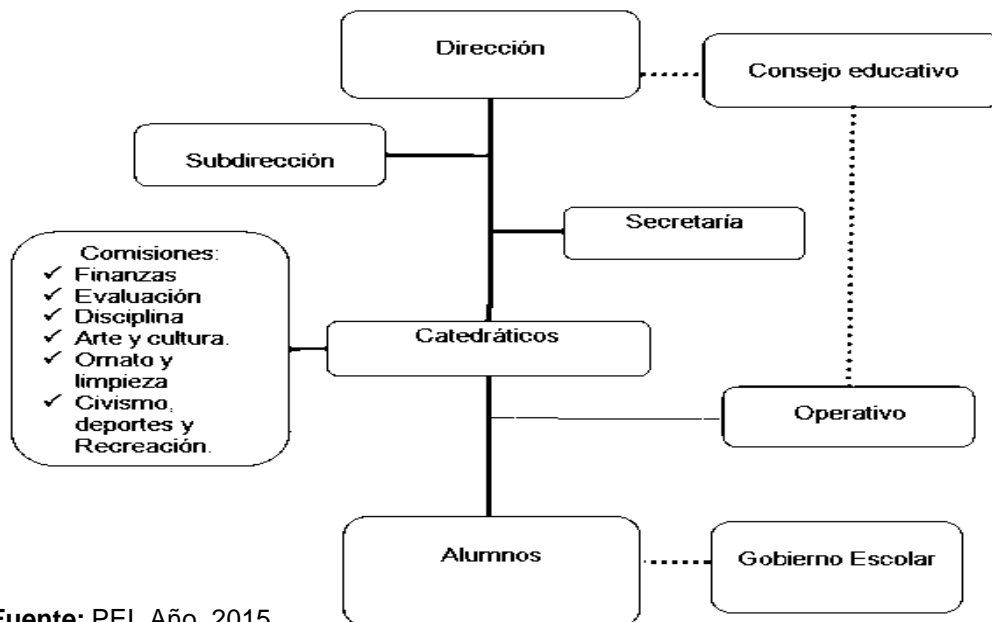 Dirección
Consejo educativo
Subdirección
Secretaría
Comisiones:
✓ Finanzas
✓ Evaluación
✓ Disciplina
✓ Arte y cultura.
✓ Ornato y
limpieza
✓ Civismo,
deportes y
Recreación.
Catedráticos
Operativo
Alumnos
Gobierno Escolar
Fuente: PEI, Año, 2015